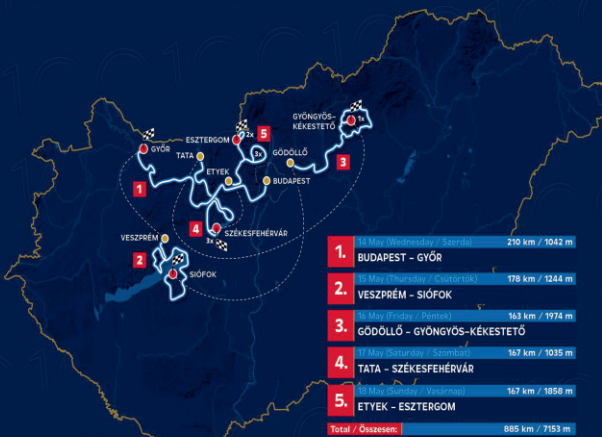 GYÖNGYÖS-
KÉKESTETŐ
1x
ESZTERGOM
2x
5
GYŐR
TATA
3x
GÖDÖLLŐ
3
ETYEK
BUDAPEST
1
4
SZÉKESFEHÉRVÁR
3x
VESZPRÉM
2
SIÓFOK
1. 14 May (Wednesday / Szerda) 210 km / 1042 m
BUDAPEST – GYŐR
2. 15 May (Thursday / Csütörtök) 178 km / 1244 m
VESZPRÉM – SIÓFOK
3. 16 May (Friday / Péntek) 163 km / 1974 m
GÖDÖLLŐ – GYÖNGYÖS-KÉKESTETŐ
4. 17 May (Saturday / Szombat) 167 km / 1035 m
TATA – SZÉKESFEHÉRVÁR
5. 18 May (Sunday / Vasárnap) 167 km / 1858 m
ETYEK – ESZTERGOM
Total / Összesen: 885 km / 7153 m